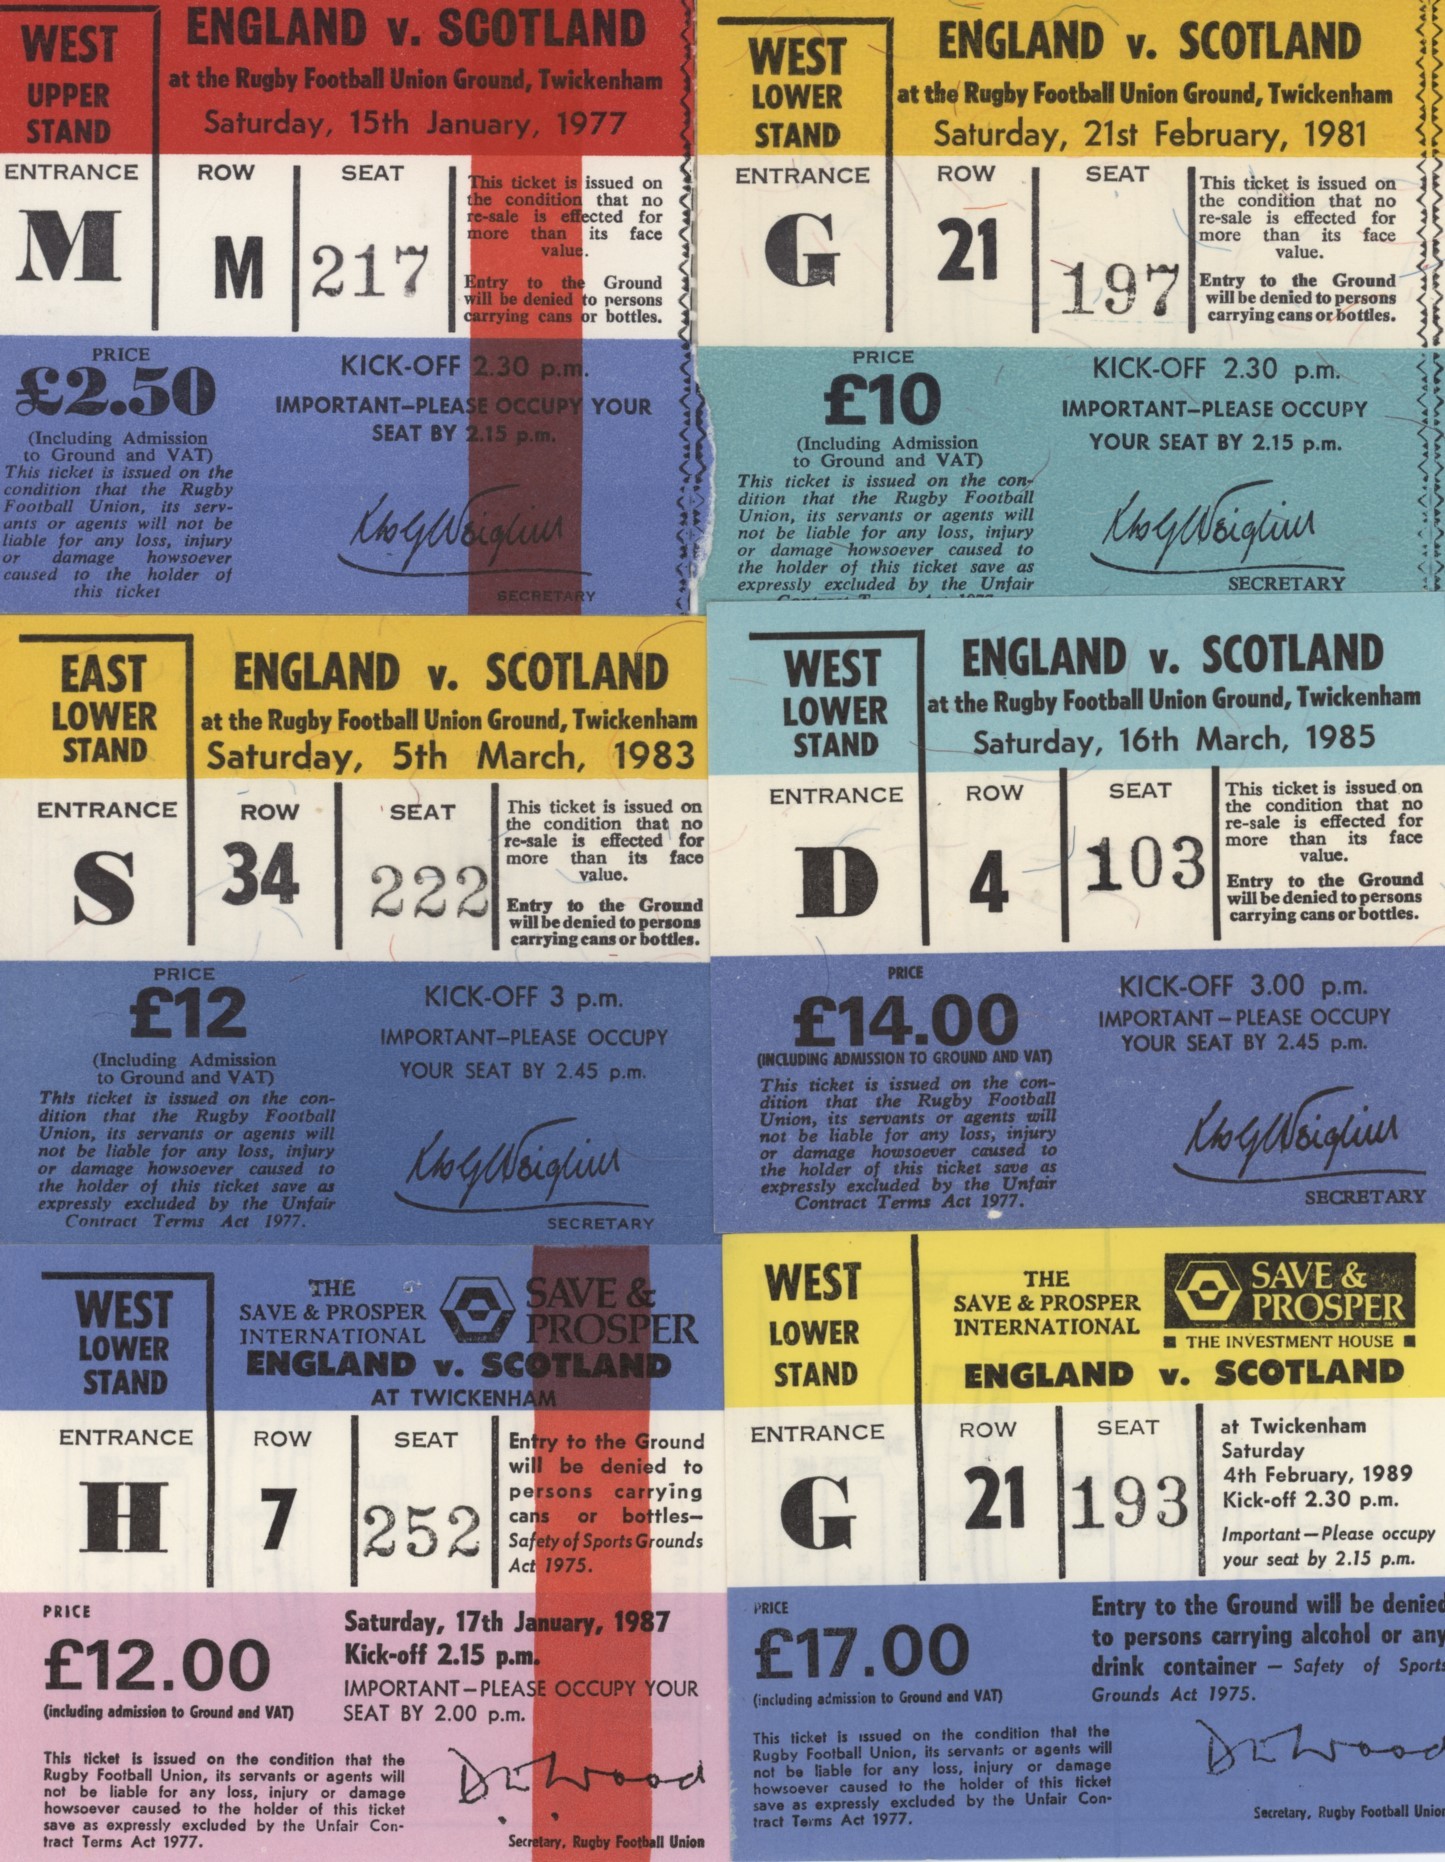 WEST
UPPER
STAND
ENGLAND v. SCOTLAND
at the Rugby Football Union Ground, Twickenham
Saturday, 15th January, 1977
ENTRANCE
M
ROW
M
SEAT
217
This ticket is issued on
the condition that no
re-sale is effected for
more than its face
value.
Entry to the Ground
will be denied to persons
carrying cans or bottles.
PRICE
£2.50
(Including Admission
to Ground and VAT)
This ticket is issued on the
condition that the Rugby
Football Union, its serv-
ants or agents will not be
liable for any loss, injury
or damage howsoever
caused to the holder of
this ticket
KICK-OFF 2.30 p.m.
IMPORTANT—PLEASE OCCUPY YOUR
SEAT BY 2.15 p.m.
SECRETARY
WEST
LOWER
STAND
ENGLAND v. SCOTLAND
at the Rugby Football Union Ground, Twickenham
Saturday, 21st February, 1981
ENTRANCE
G
ROW
21
SEAT
197
This ticket is issued on
the condition that no
re-sale is effected for
more than its face
value.
Entry to the Ground
will be denied to persons
carrying cans or bottles.
PRICE
£10
(Including Admission
to Ground and VAT)
This ticket is issued on the con-
dition that the Rugby Football
Union, its servants or agents will
not be liable for any loss, injury
or damage howsoever caused to
the holder of this ticket save as
expressly excluded by the Unfair
Contract Terms Act 1977.
KICK-OFF 2.30 p.m.
IMPORTANT—PLEASE OCCUPY
YOUR SEAT BY 2.15 p.m.
SECRETARY
EAST
LOWER
STAND
ENGLAND v. SCOTLAND
at the Rugby Football Union Ground, Twickenham
Saturday, 5th March, 1983
ENTRANCE
S
ROW
34
SEAT
222
This ticket is issued on
the condition that no
re-sale is effected for
more than its face
value.
Entry to the Ground
will be denied to persons
carrying cans or bottles.
PRICE
£12
(Including Admission
to Ground and VAT)
This ticket is issued on the con-
dition that the Rugby Football
Union, its servants or agents will
not be liable for any loss, injury
or damage howsoever caused to
the holder of this ticket save as
expressly excluded by the Unfair
Contract Terms Act 1977.
KICK-OFF 3 p.m.
IMPORTANT—PLEASE OCCUPY
YOUR SEAT BY 2.45 p.m.
SECRETARY
WEST
LOWER
STAND
ENGLAND v. SCOTLAND
at the Rugby Football Union Ground, Twickenham
Saturday, 16th March, 1985
ENTRANCE
D
ROW
4
SEAT
103
This ticket is issued on
the condition that no
re-sale is effected for
more than its face
value.
Entry to the Ground
will be denied to persons
carrying cans or bottles.
PRICE
£14.00
(INCLUDING ADMISSION TO GROUND AND VAT)
This ticket is issued on the con-
dition that the Rugby Football
Union, its servants or agents will
not be liable for any loss, injury
or damage howsoever caused to
the holder of this ticket save as
expressly excluded by the Unfair
Contract Terms Act 1977.
KICK-OFF 3.00 p.m.
IMPORTANT—PLEASE OCCUPY
YOUR SEAT BY 2.45 p.m.
SECRETARY
WEST
LOWER
STAND
THE
SAVE & PROSPER
INTERNATIONAL
SAVE &
PROSPER
ENGLAND v. SCOTLAND
AT TWICKENHAM
ENTRANCE
H
ROW
7
SEAT
252
Entry to the Ground
will be denied to
persons carrying
cans or bottles—
Safety of Sports Grounds
Act 1975.
PRICE
£12.00
(including admission to Ground and VAT)
Saturday, 17th January, 1987
Kick-off 2.15 p.m.
IMPORTANT—PLEASE OCCUPY YOUR
SEAT BY 2.00 p.m.
This ticket is issued on the condition that the
Rugby Football Union, its servants or agents will
not be liable for any loss, injury or damage
howsoever caused to the holder of this ticket
save as expressly excluded by the Unfair Con-
tract Terms Act 1977.
D E Wood
Secretary, Rugby Football Union
WEST
LOWER
STAND
THE
SAVE & PROSPER
INTERNATIONAL
SAVE &
PROSPER
■ THE INVESTMENT HOUSE ■
ENGLAND v. SCOTLAND
ENTRANCE
G
ROW
21
SEAT
193
at Twickenham
Saturday
4th February, 1989
Kick-off 2.30 p.m.
Important—Please occupy
your seat by 2.15 p.m.
PRICE
£17.00
(including admission to Ground and VAT)
Entry to the Ground will be denied
to persons carrying alcohol or any
drink container — Safety of Sports
Grounds Act 1975.
This ticket is issued on the condition that the
Rugby Football Union, its servants or agents will
not be liable for any loss, injury or damage
howsoever caused to the holder of this ticket
save as expressly excluded by the Unfair Con-
tract Terms Act 1977.
D E Wood
Secretary, Rugby Football Union